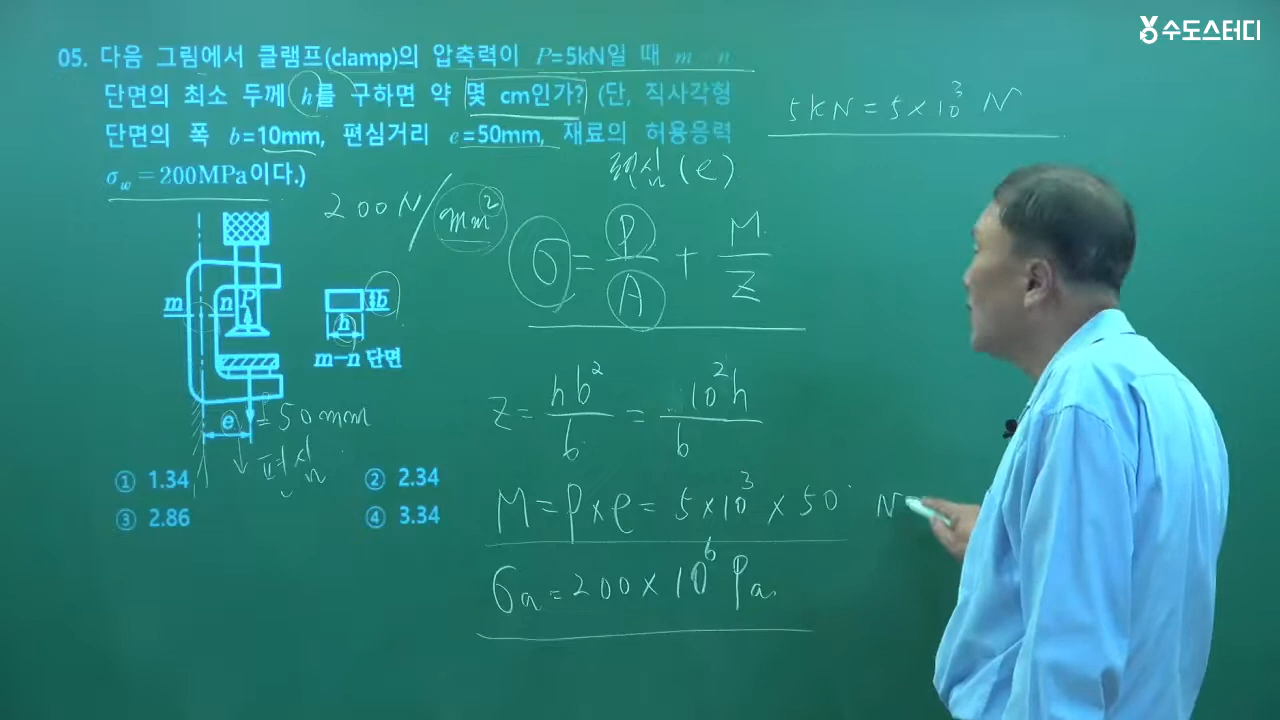 수도스터디
05. 다음 그림에서 클램프(clamp)의 압축력이 P=5kN일 때 m-n
단면의 최소 두께 h를 구하면 약 몇 cm인가? (단, 직사각형
단면의 폭 b=10mm, 편심거리 e=50mm, 재료의 허용응력
σw = 200MPa이다.)
5kN = 5×10³ N
편심(e)
200N/mm²
σ = P/A + M/Z
m n P
b
h
m-n 단면
e = 50mm
편심
Z = hb²/6 = 10²h/6
M = P×e = 5×10³ × 50 N
σa = 200×10⁶ Pa.
① 1.34 ② 2.34
③ 2.86 ④ 3.34